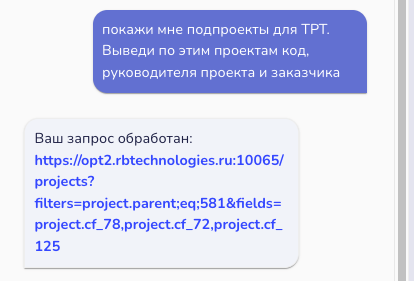 покажи мне подпроекты для ТРТ.
Выведи по этим проектам код,
руководителя проекта и заказчика
Ваш запрос обработан:
https://opt2.rbtechnologies.ru:10065/
projects?
filters=project.parent;eq;581&fields=
project.cf_78,project.cf_72,project.cf_
125